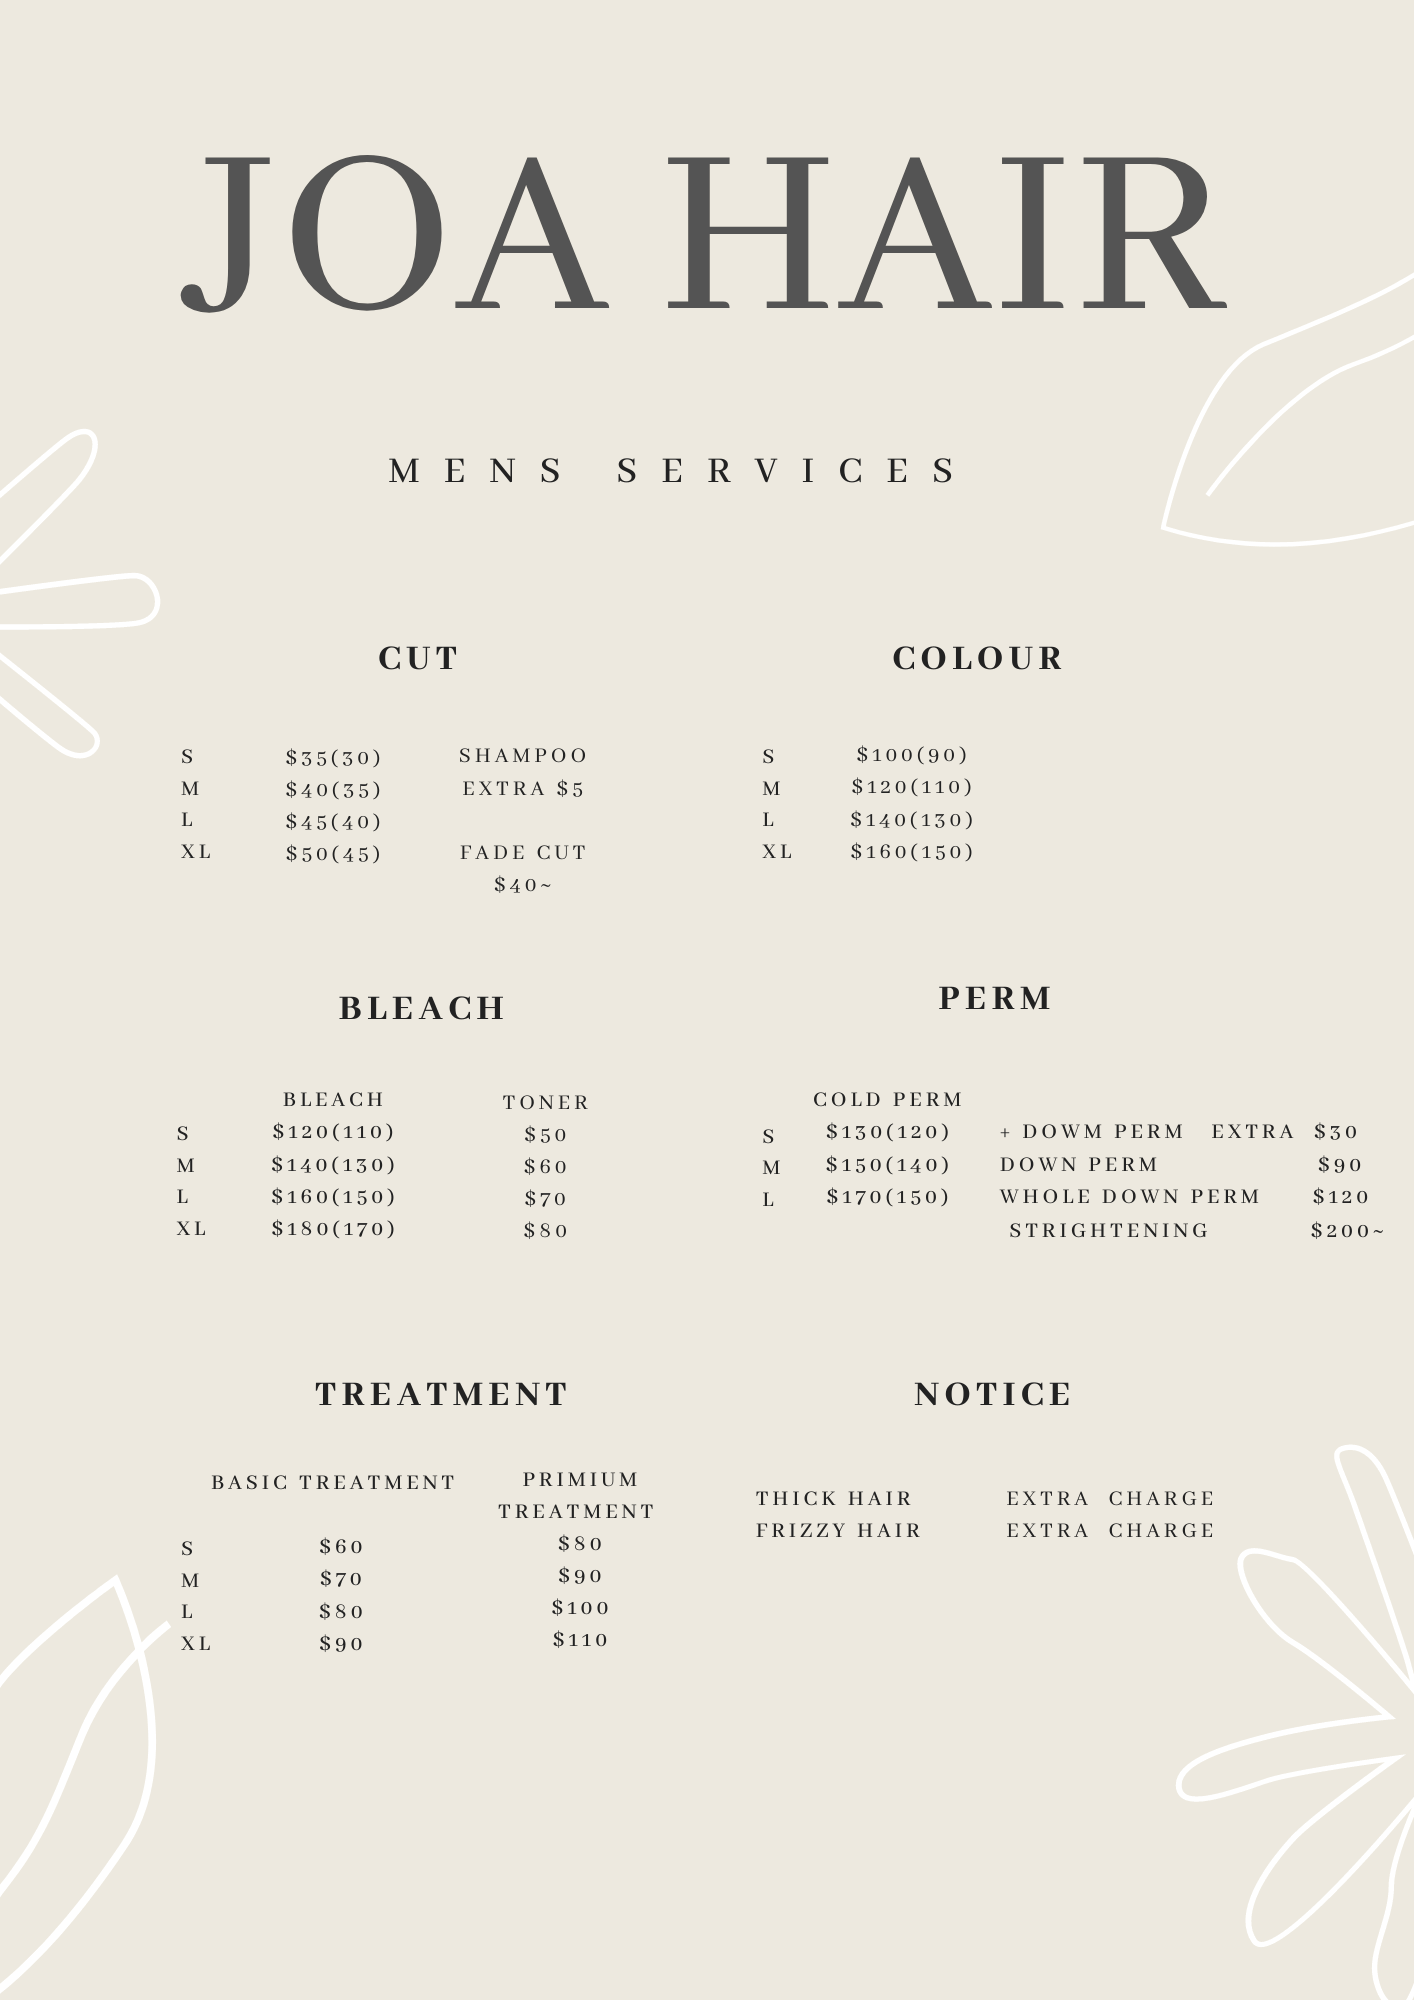 JOA HAIR
MENS SERVICES
CUT
S $35(30)
M $40(35)
L $45(40)
XL $50(45)
SHAMPOO
EXTRA $5
FADE CUT
$40~
COLOUR
S $100(90)
M $120(110)
L $140(130)
XL $160(150)
BLEACH
BLEACH TONER
S $120(110) $50
M $140(130) $60
L $160(150) $70
XL $180(170) $80
PERM
COLD PERM
S $130(120) + DOWM PERM EXTRA $30
M $150(140) DOWN PERM $90
L $170(150) WHOLE DOWN PERM $120
STRIGHTENING $200~
TREATMENT
BASIC TREATMENT PRIMIUM
TREATMENT
S $60 $80
M $70 $90
L $80 $100
XL $90 $110
NOTICE
THICK HAIR EXTRA CHARGE
FRIZZY HAIR EXTRA CHARGE